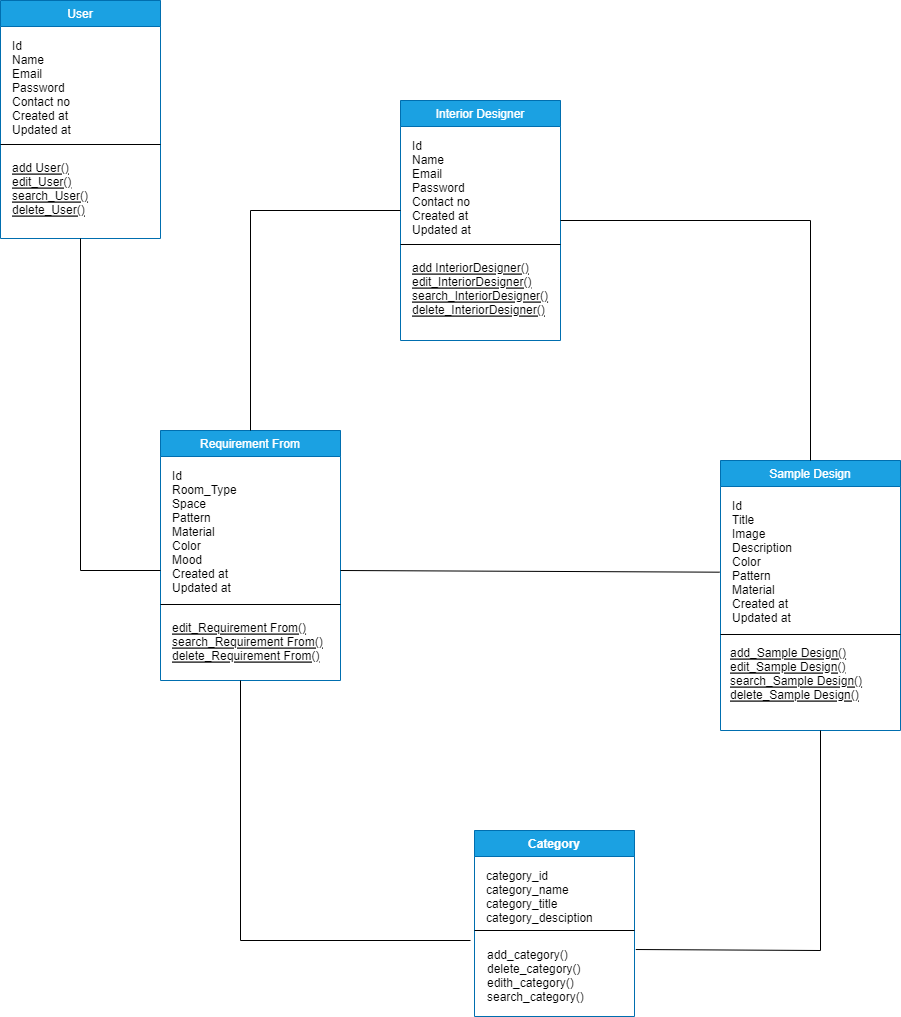 User
Id
Name
Email
Password
Contact no
Created at
Updated at
add User()
edit_User()
search_User()
delete_User()
Interior Designer
Id
Name
Email
Password
Contact no
Created at
Updated at
add InteriorDesigner()
edit_InteriorDesigner()
search_InteriorDesigner()
delete_InteriorDesigner()
Requirement From
Id
Room_Type
Space
Pattern
Material
Color
Mood
Created at
Updated at
edit_Requirement From()
search_Requirement From()
delete_Requirement From()
Sample Design
Id
Title
Image
Description
Color
Pattern
Material
Created at
Updated at
add_Sample Design()
edit_Sample Design()
search_Sample Design()
delete_Sample Design()
Category
category_id
category_name
category_title
category_desciption
add_category()
delete_category()
edith_category()
search_category()